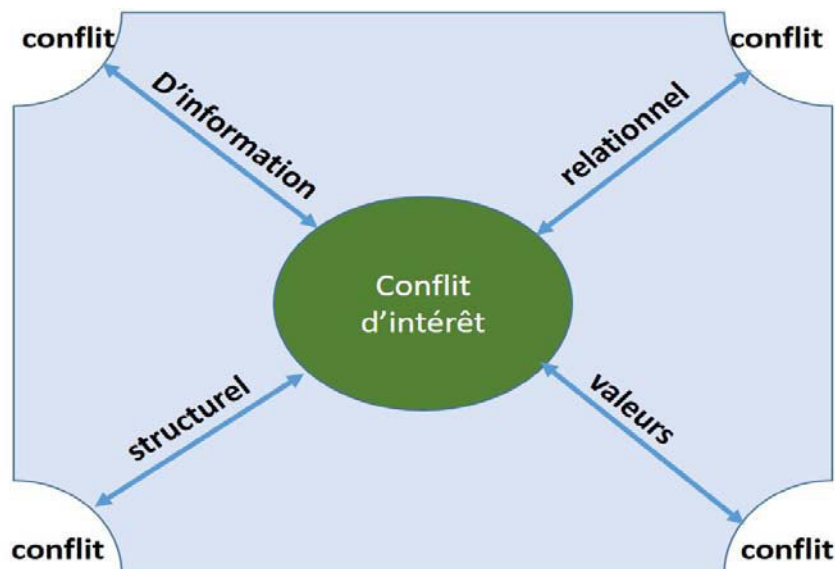 conflit
conflit
D'information
relationnel
Conflit
d'intérêt
structurel
valeurs
conflit
conflit